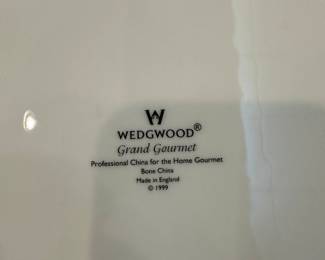 WEDGWOOD®
Grand Gourmet
Professional China for the Home Gourmet
Bone China
Made in England
© 1999